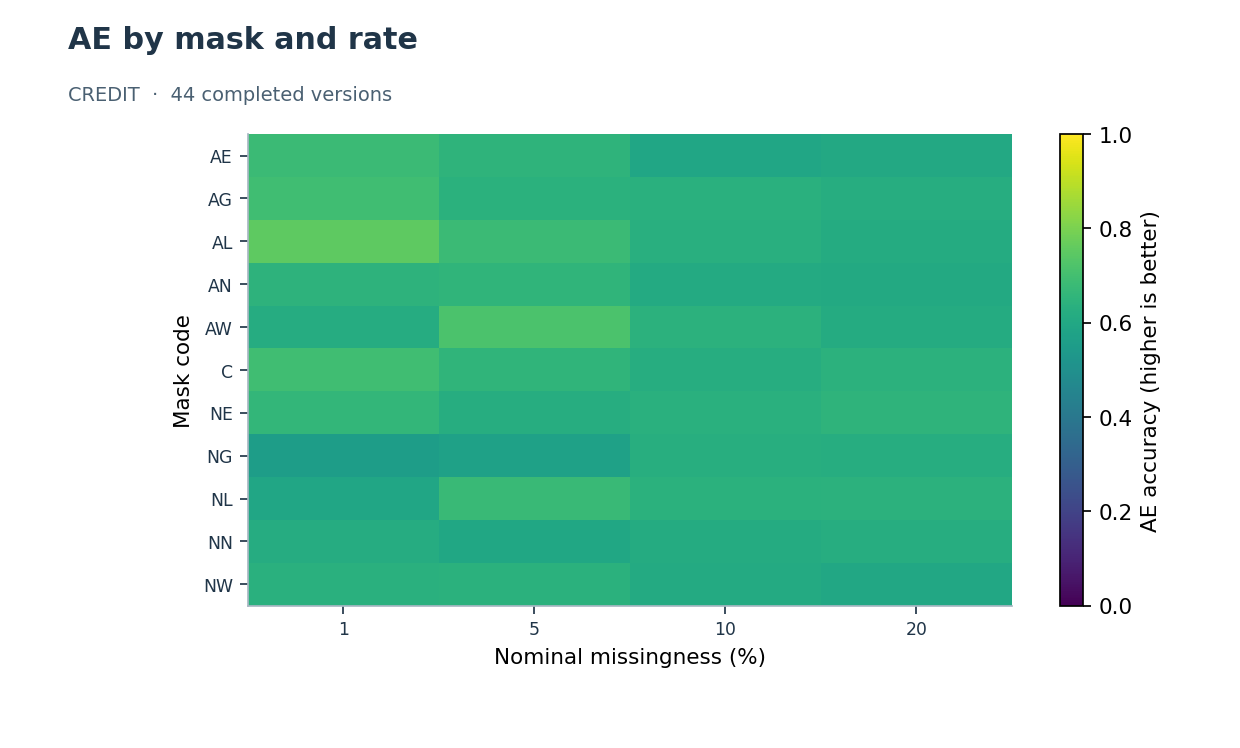 AE by mask and rate
CREDIT · 44 completed versions
AE
AG
AL
AN
AW
C
NE
NG
NL
NN
NW
Mask code
1 5 10 20
Nominal missingness (%)
1.0
0.8
0.6
0.4
0.2
0.0
AE accuracy (higher is better)